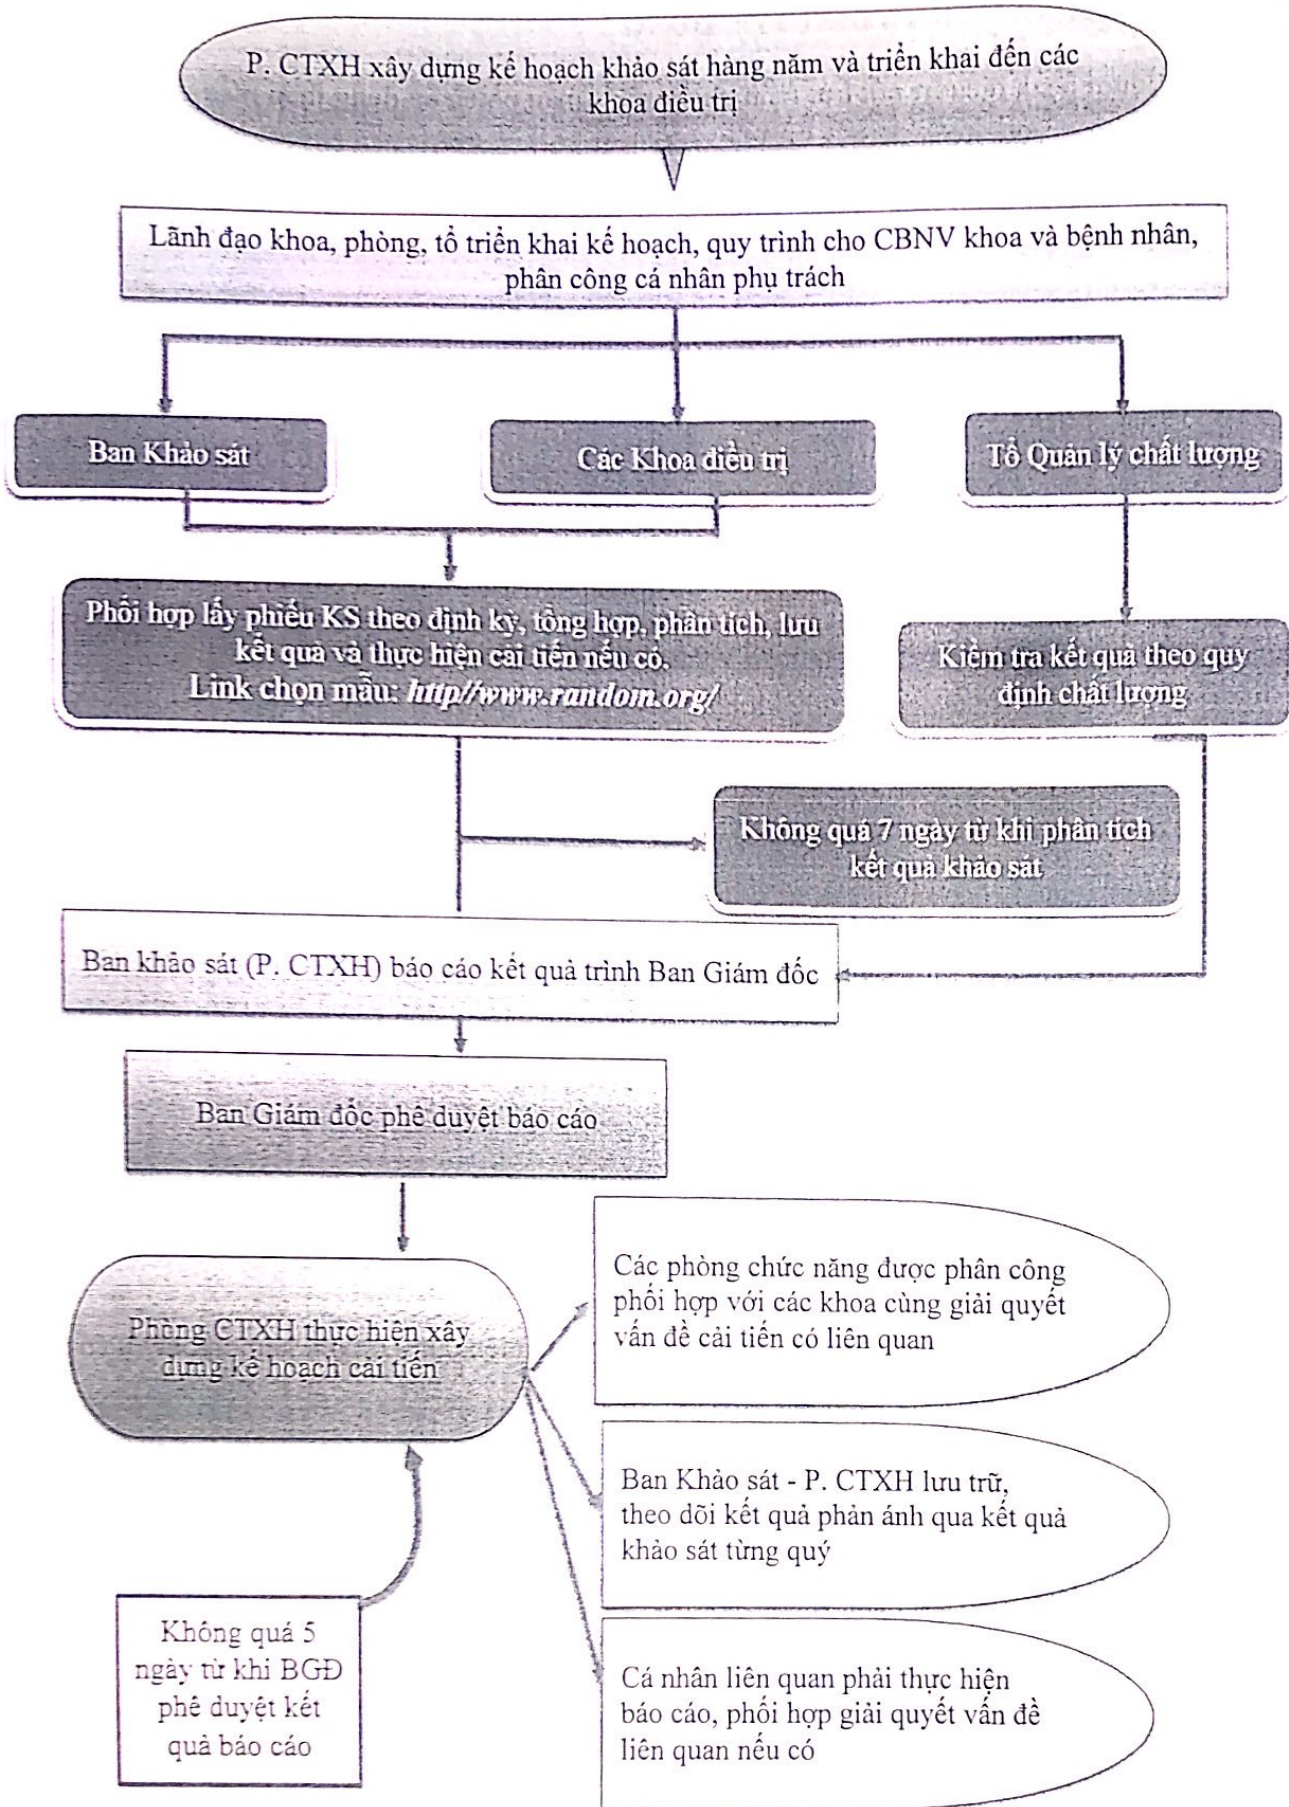 P. CTXH xây dựng kế hoạch khảo sát hàng năm và triển khai đến các
khoa điều trị
Lãnh đạo khoa, phòng, tổ triển khai kế hoạch, quy trình cho CBNV khoa và bệnh nhân,
phân công cá nhân phụ trách
Ban Khảo sát
Các Khoa điều trị
Tổ Quản lý chất lượng
Phối hợp lấy phiếu KS theo định kỳ, tổng hợp, phân tích, lưu
kết quả và thực hiện cải tiến nếu có.
Link chọn mẫu: http//www.random.org/
Kiểm tra kết quả theo quy
định chất lượng
Không quá 7 ngày từ khi phân tích
kết quả khảo sát
Ban khảo sát (P. CTXH) báo cáo kết quả trình Ban Giám đốc
Ban Giám đốc phê duyệt báo cáo
Phòng CTXH thực hiện xây
dựng kế hoạch cải tiến
Các phòng chức năng được phân công
phối hợp với các khoa cùng giải quyết
vấn đề cải tiến có liên quan
Ban Khảo sát - P. CTXH lưu trữ,
theo dõi kết quả phản ánh qua kết quả
khảo sát từng quý
Không quá 5
ngày từ khi BGĐ
phê duyệt kết
quả báo cáo
Cá nhân liên quan phải thực hiện
báo cáo, phối hợp giải quyết vấn đề
liên quan nếu có